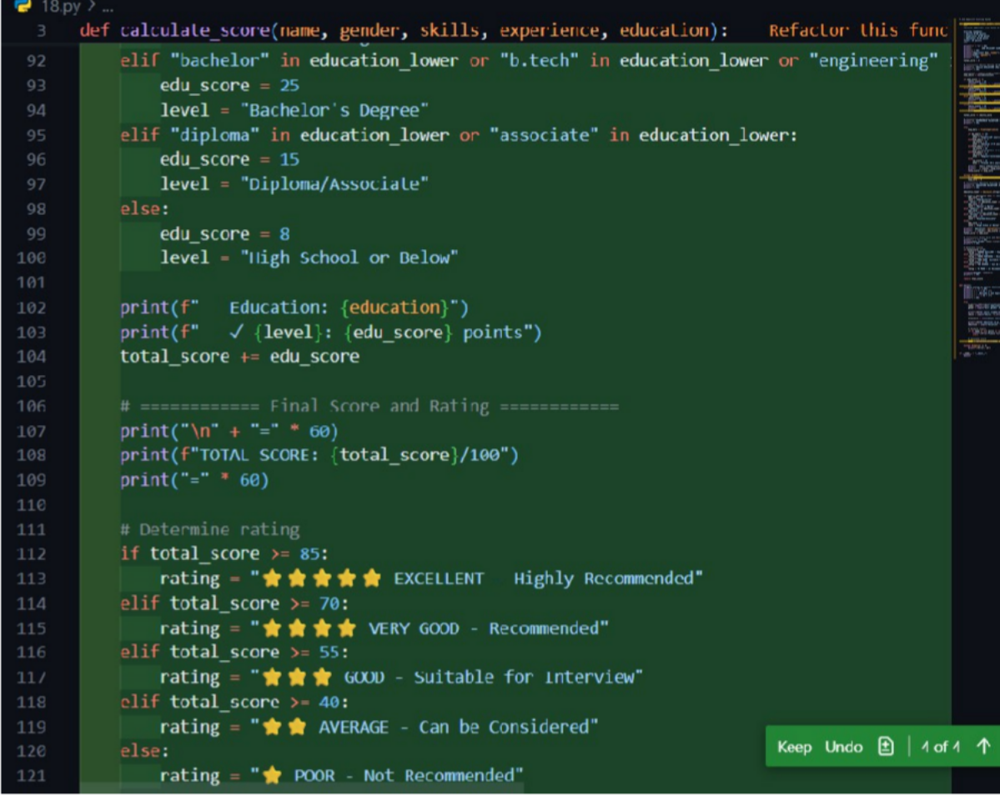 18.py > ...
3 def calculate_score(name, gender, skills, experience, education): Refactor this func
92 elif "bachelor" in education_lower or "b.tech" in education_lower or "engineering"
93 edu_score = 25
94 level = "Bachelor's Degree"
95 elif "diploma" in education_lower or "associate" in education_lower:
96 edu_score = 15
97 level = "Diploma/Associate"
98 else:
99 edu_score = 8
100 level = "High School or Below"
101
102 print(f"   Education: {education}")
103 print(f"   ✓ {level}: {edu_score} points")
104 total_score += edu_score
105
106 # ============ Final Score and Rating ============
107 print("\n" + "=" * 60)
108 print(f"TOTAL SCORE: {total_score}/100")
109 print("=" * 60)
110
111 # Determine rating
112 if total_score >= 85:
113 rating = "⭐⭐⭐⭐⭐ EXCELLENT - Highly Recommended"
114 elif total_score >= 70:
115 rating = "⭐⭐⭐⭐ VERY GOOD - Recommended"
116 elif total_score >= 55:
117 rating = "⭐⭐⭐ GOOD - Suitable for Interview"
118 elif total_score >= 40:
119 rating = "⭐⭐ AVERAGE - Can be Considered"
120 else:
Keep Undo 4 of 4
121 rating = "⭐ POOR - Not Recommended"